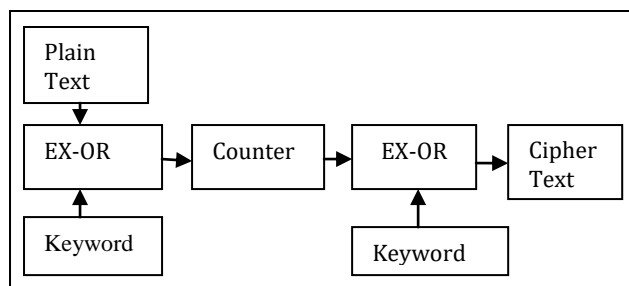 Plain
Text
EX-OR
Counter
EX-OR
Cipher
Text
Keyword
Keyword